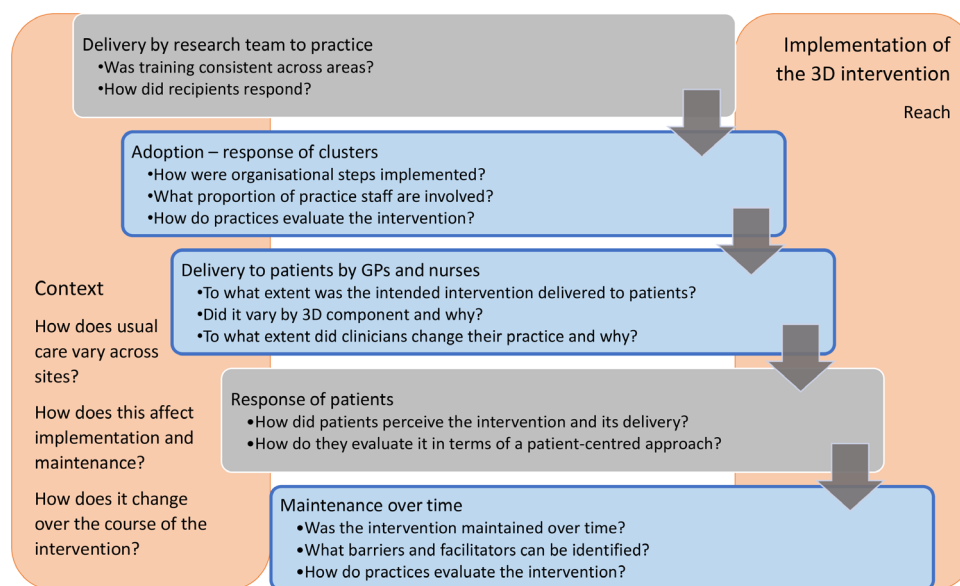 Delivery by research team to practice
•Was training consistent across areas?
•How did recipients respond?
Implementation of
the 3D intervention
Reach
Adoption – response of clusters
•How were organisational steps implemented?
•What proportion of practice staff are involved?
•How do practices evaluate the intervention?
Delivery to patients by GPs and nurses
•To what extent was the intended intervention delivered to patients?
•Did it vary by 3D component and why?
•To what extent did clinicians change their practice and why?
Context
How does usual
care vary across
sites?
How does this affect
implementation and
maintenance?
How does it change
over the course of the
intervention?
Response of patients
•How did patients perceive the intervention and its delivery?
•How do they evaluate it in terms of a patient-centred approach?
Maintenance over time
•Was the intervention maintained over time?
•What barriers and facilitators can be identified?
•How do practices evaluate the intervention?